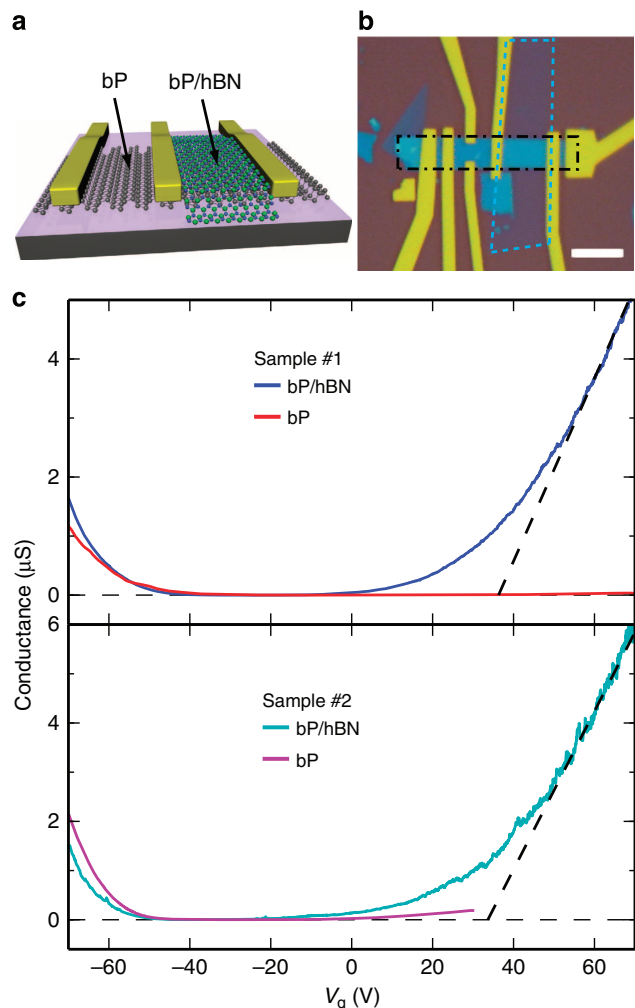 a
b
bP
bP/hBN
c
Sample #1
bP/hBN
bP
4
2
0
6
Sample #2
bP/hBN
bP
4
2
0
Conductance (µS)
−60
−40
−20
0
20
40
60
Vg (V)